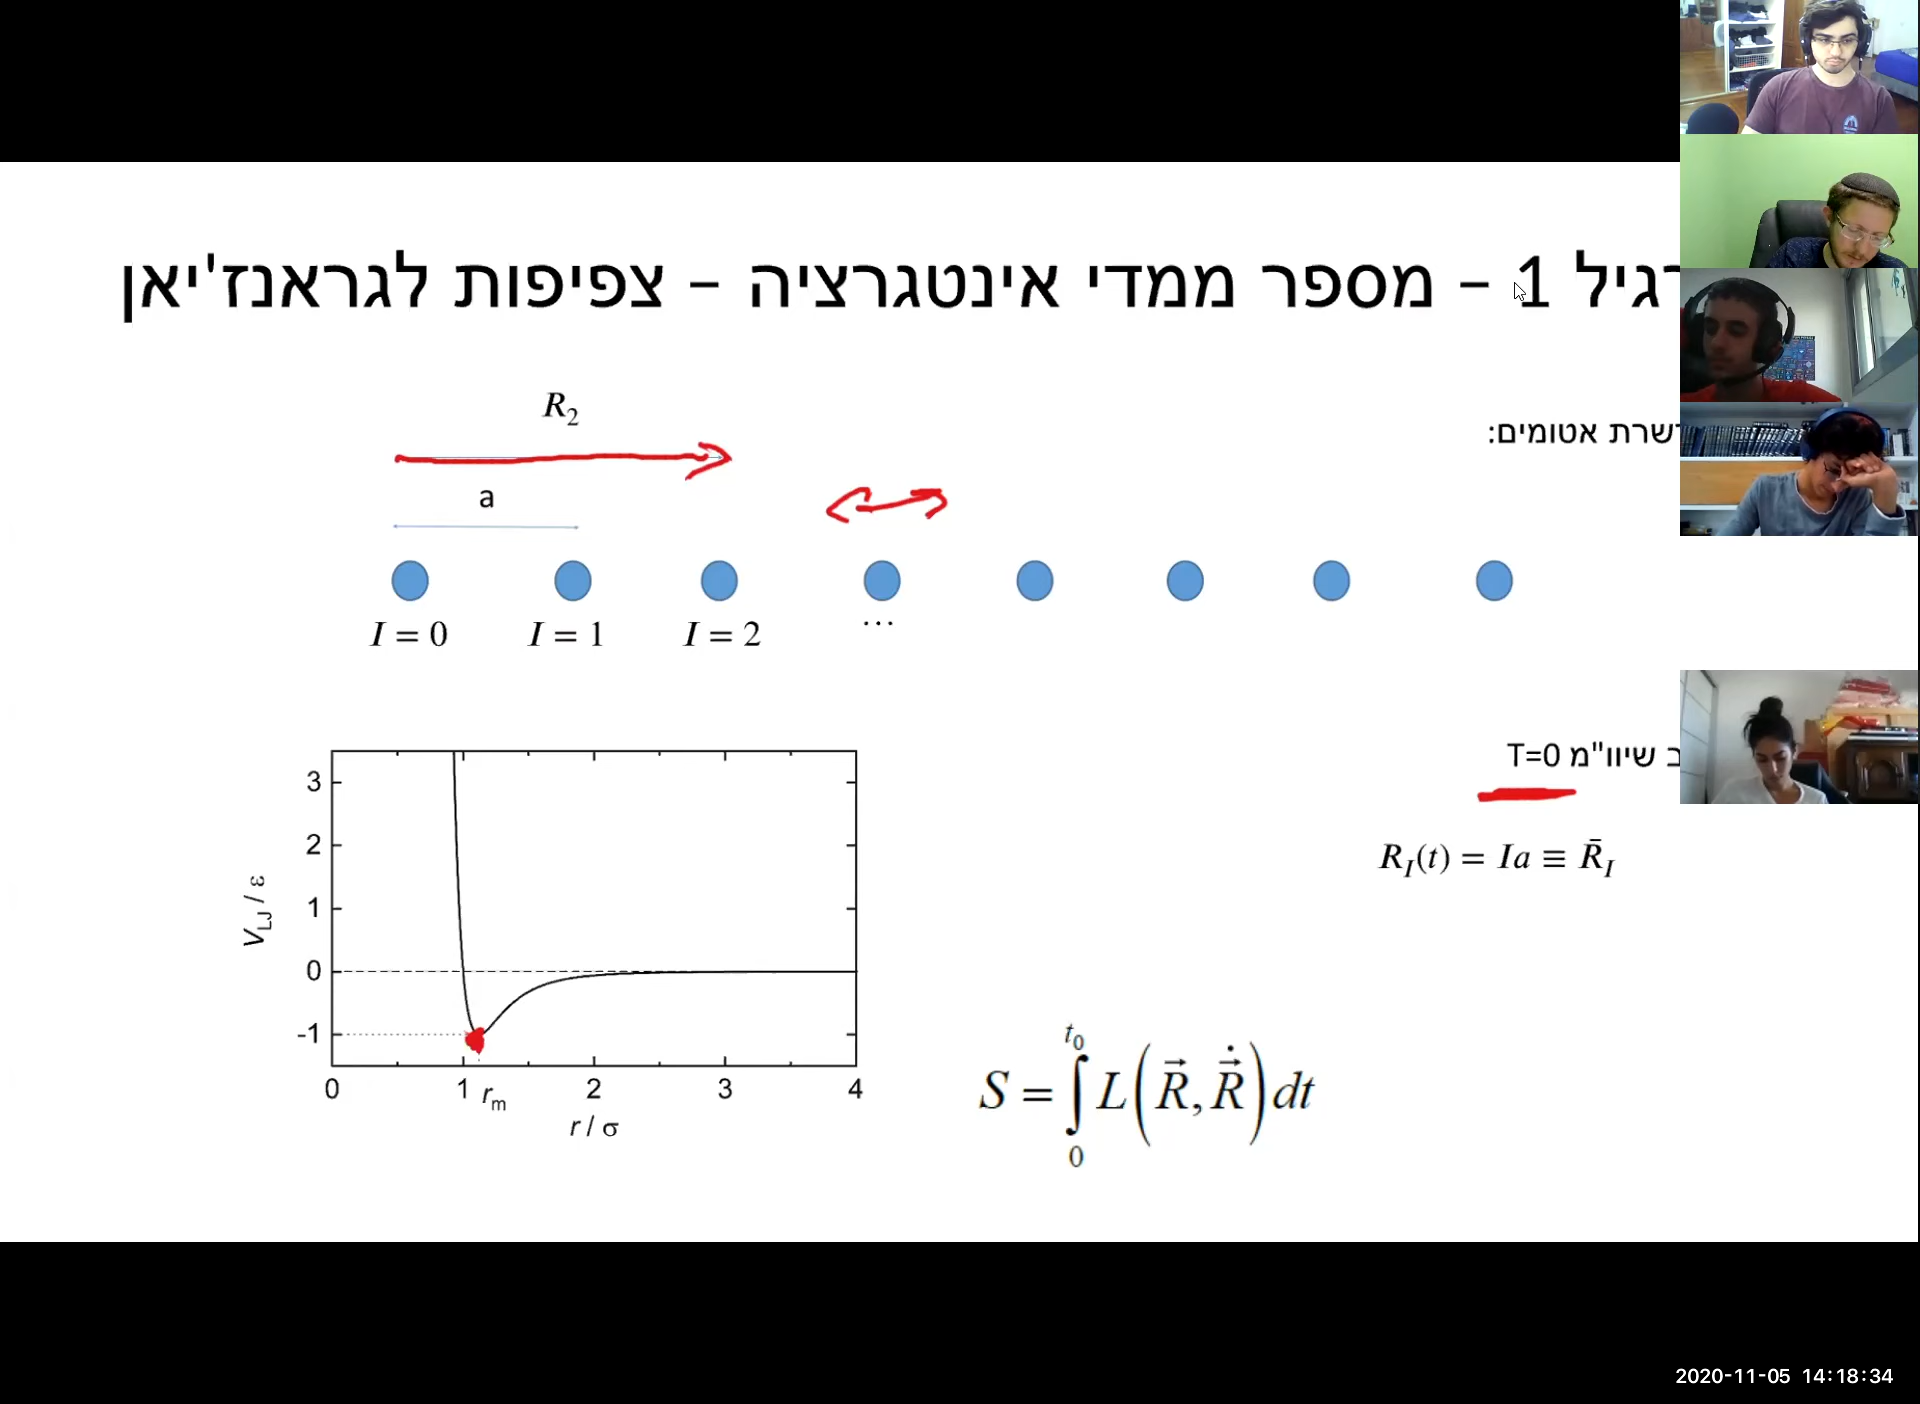 רגיל 1 – מספר ממדי אינטגרציה – צפיפות לגראנז'יאן
R₂
שרת אטומים:
a
I = 0 I = 1 I = 2 ...
ב שיוו"מ T=0
R_I(t) = Ia ≡ R̄_I
3
2
1
0
-1
V_LJ / ε
0 1 r_m 2 3 4
r / σ
S = ∫₀^{t₀} L(R⃗, Ṙ⃗) dt
2020-11-05 14:18:34